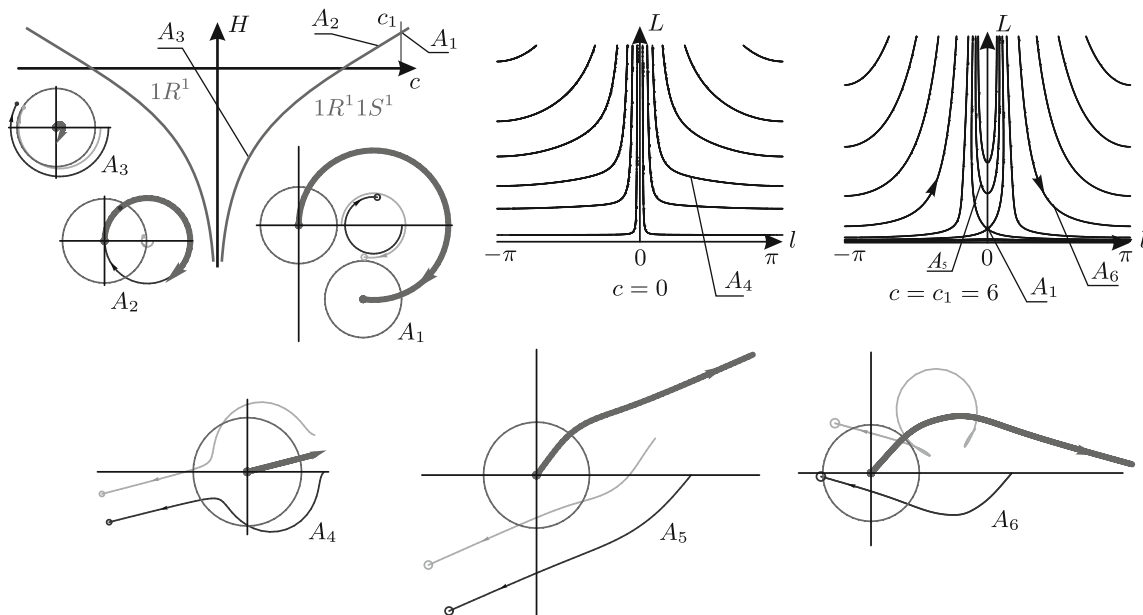 H
c
c₁
A₁
A₂
A₃
1R¹
1R¹1S¹
A₃
A₂
A₁
L
l
−π
0
π
A₄
c = 0
L
l
−π
0
π
A₅
A₁
A₆
c = c₁ = 6
A₄
A₅
A₆